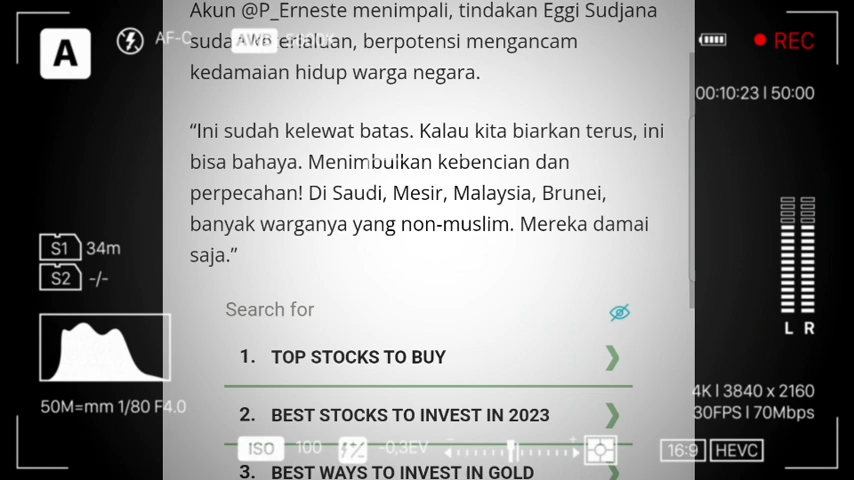 Akun @P_Erneste menimpali, tindakan Eggi Sudjana
A
AF-C
AWB
REC
berpotensi mengancam
kedamaian hidup warga negara.
00:10:23 | 50:00
“Ini sudah kelewat batas. Kalau kita biarkan terus, ini
bisa bahaya. Menimbulkan kebencian dan
perpecahan! Di Saudi, Mesir, Malaysia, Brunei,
banyak warganya yang non-muslim. Mereka damai
saja.”
S1 34m
S2 -/-
Search for
L R
1. TOP STOCKS TO BUY
4K | 3840 x 2160
50M=mm 1/80 F4.0
30FPS | 70Mbps
2. BEST STOCKS TO INVEST IN 2023
ISO 100 -0,3EV - + 16:9 HEVC
3. BEST WAYS TO INVEST IN GOLD